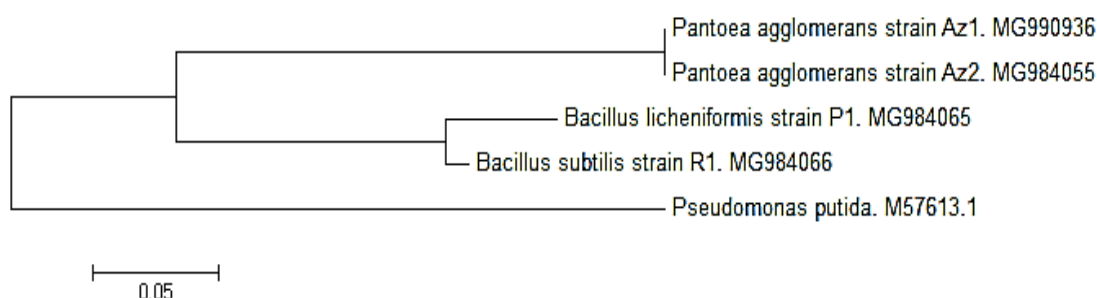 Pantoea agglomerans strain Az1. MG990936
Pantoea agglomerans strain Az2. MG984055
Bacillus licheniformis strain P1. MG984065
Bacillus subtilis strain R1. MG984066
Pseudomonas putida. M57613.1
0.05